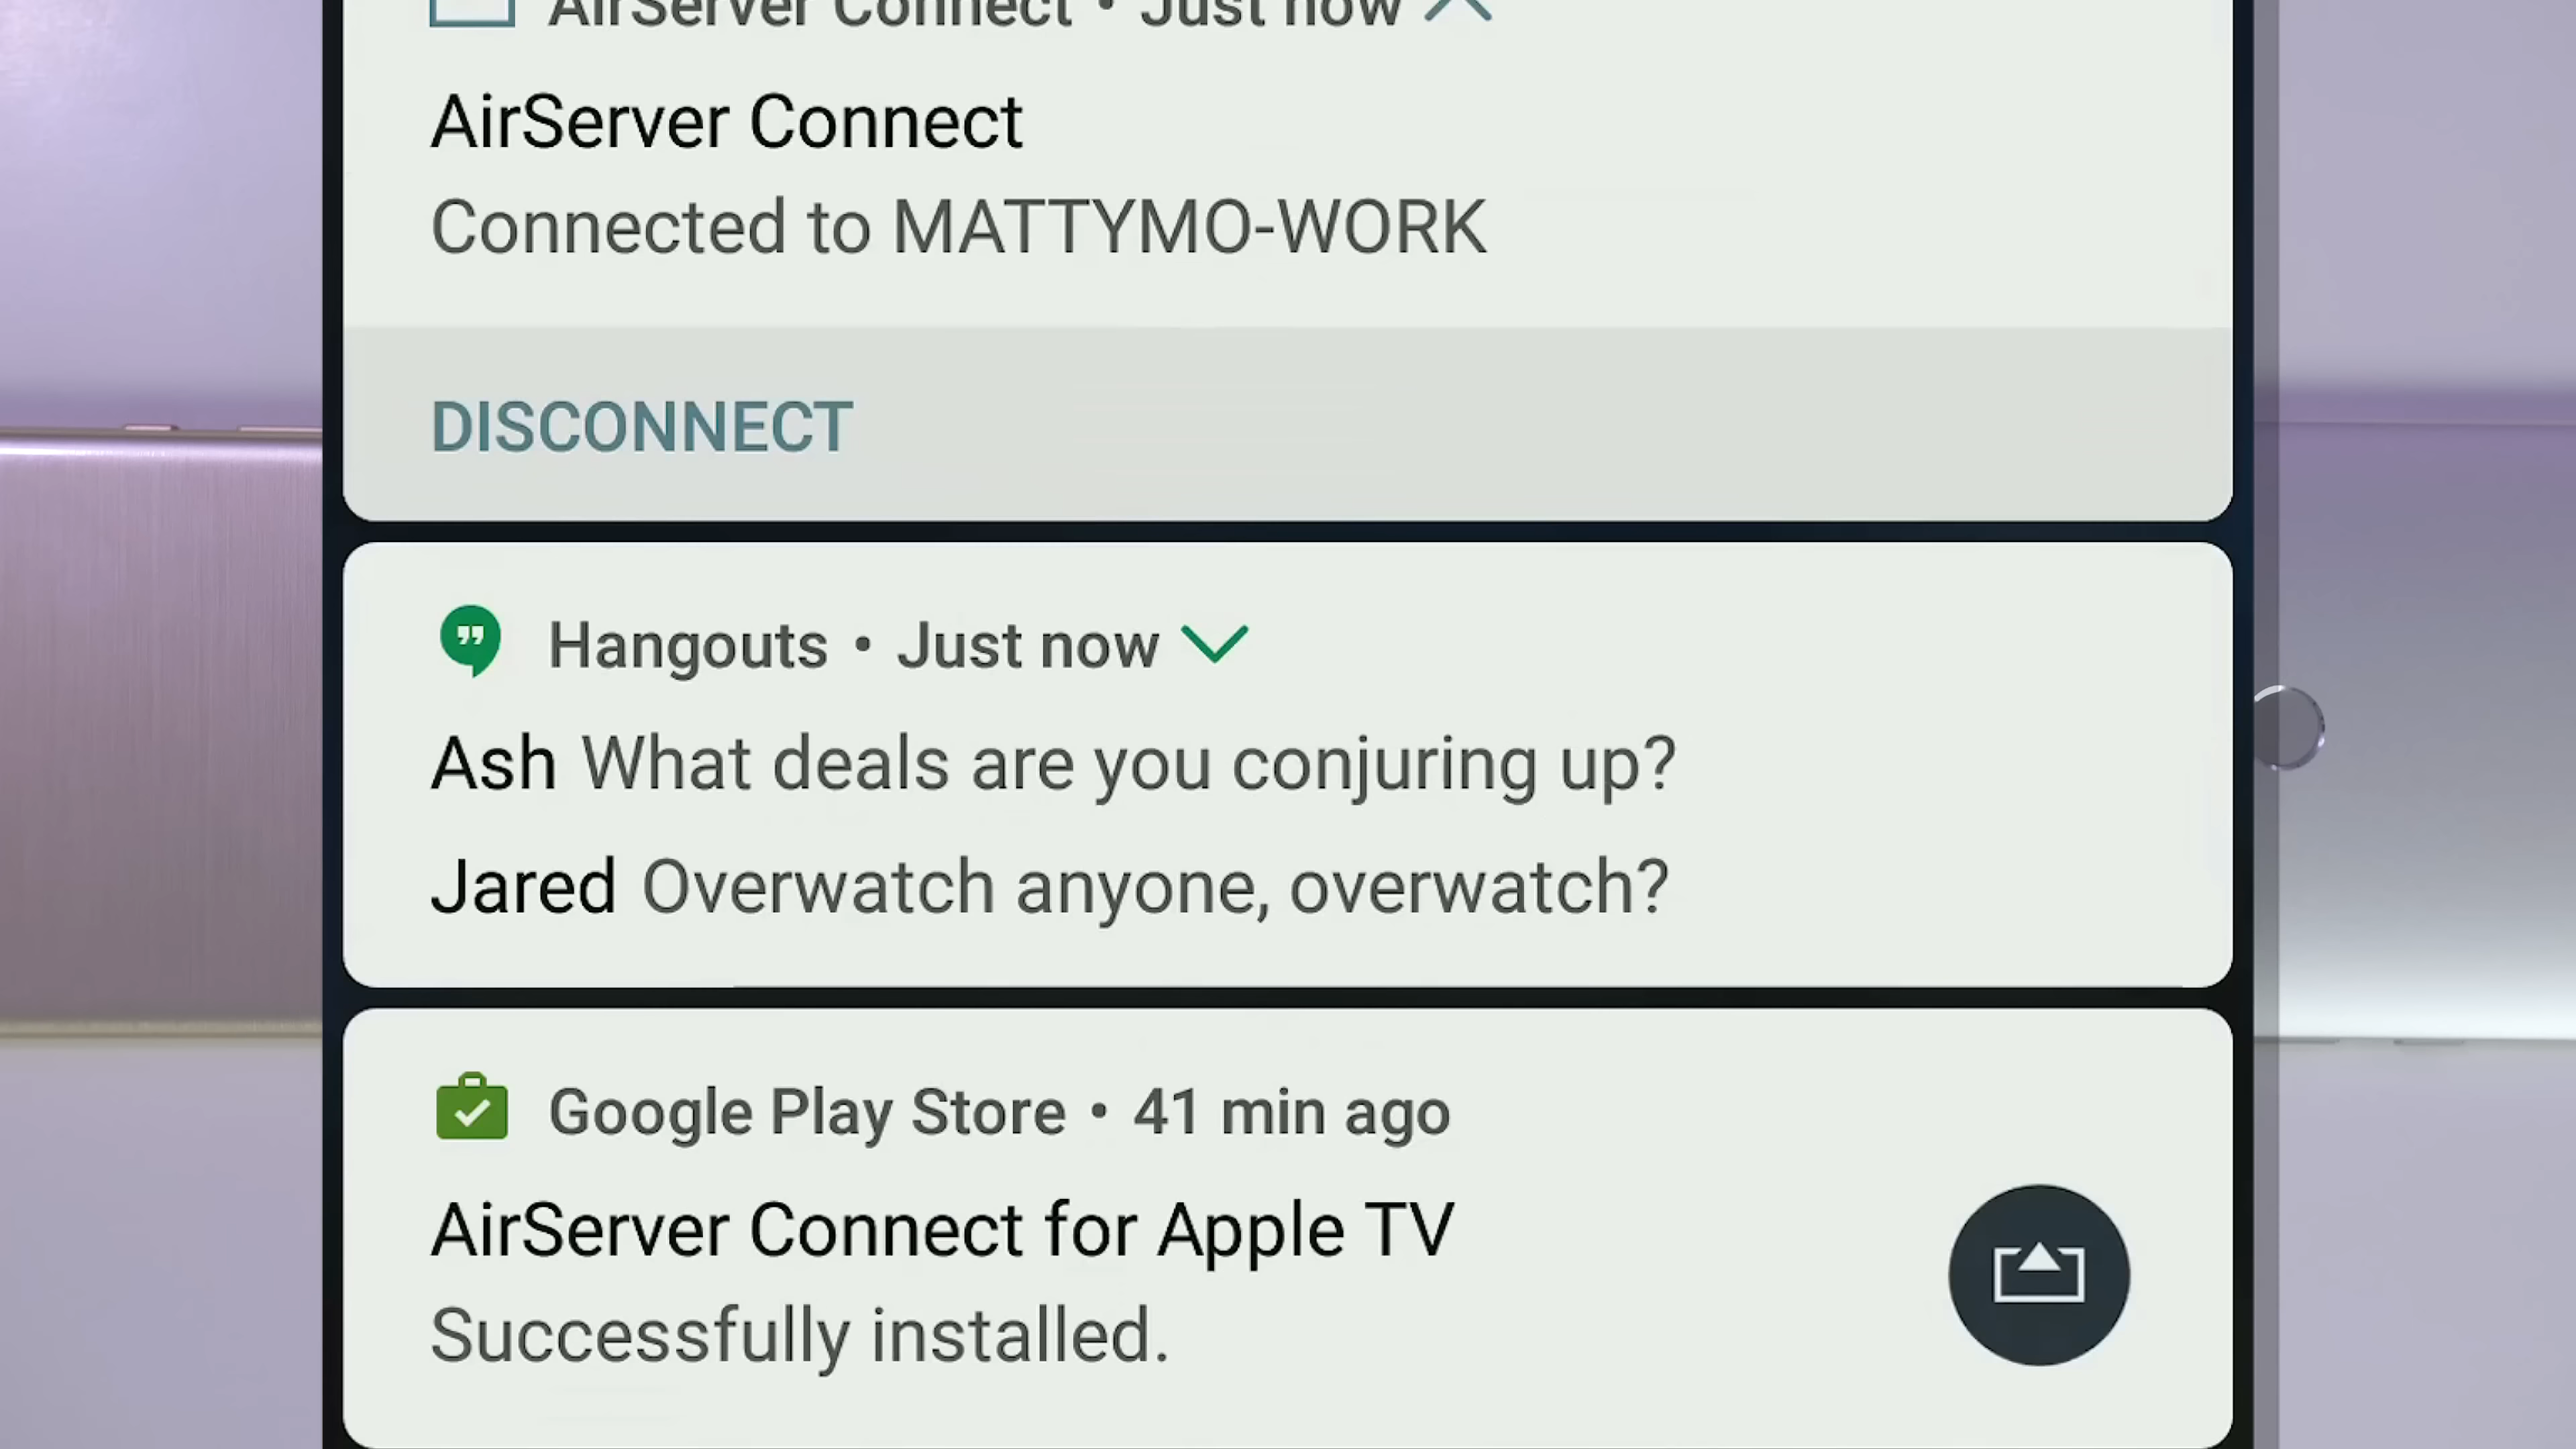 AirServer Connect • Just now
AirServer Connect
Connected to MATTYMO-WORK
DISCONNECT
Hangouts • Just now
Ash What deals are you conjuring up?
Jared Overwatch anyone, overwatch?
Google Play Store • 41 min ago
AirServer Connect for Apple TV
Successfully installed.